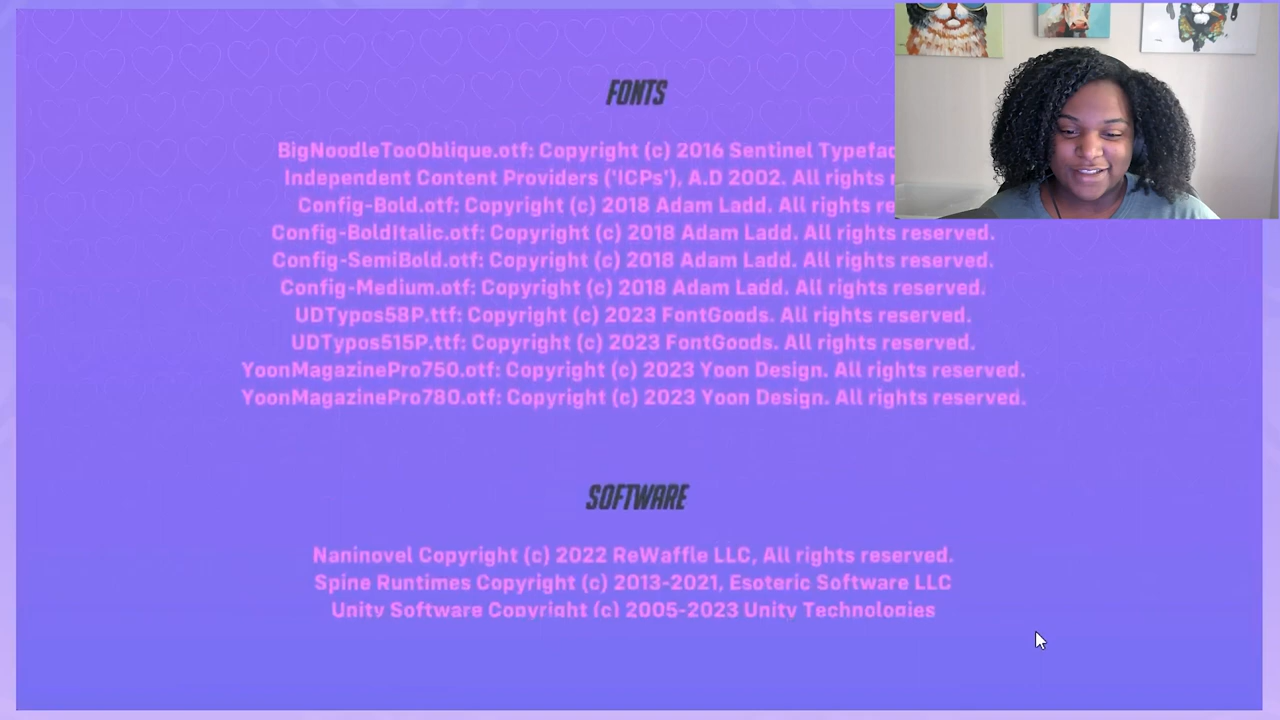 FONTS
BigNoodleTooOblique.otf: Copyright (c) 2016 Sentinel
Independent Content Providers ('ICPs'), A.D 2002. All rights
Config-Bold.otf: Copyright (c) 2018 Adam Ladd. All rights
Config-BoldItalic.otf: Copyright (c) 2018 Adam Ladd. All rights reserved.
Config-SemiBold.otf: Copyright (c) 2018 Adam Ladd. All rights reserved.
Config-Medium.otf: Copyright (c) 2018 Adam Ladd. All rights reserved.
UDTypos58P.ttf: Copyright (c) 2023 FontGoods. All rights reserved.
UDTypos515P.ttf: Copyright (c) 2023 FontGoods. All rights reserved.
YoonMagazinePro750.otf: Copyright (c) 2023 Yoon Design. All rights reserved.
YoonMagazinePro780.otf: Copyright (c) 2023 Yoon Design. All rights reserved.
SOFTWARE
Naninovel Copyright (c) 2022 ReWaffle LLC, All rights reserved.
Spine Runtimes Copyright (c) 2013-2021, Esoteric Software LLC
Unity Software Copyright (c) 2005-2023 Unity Technologies